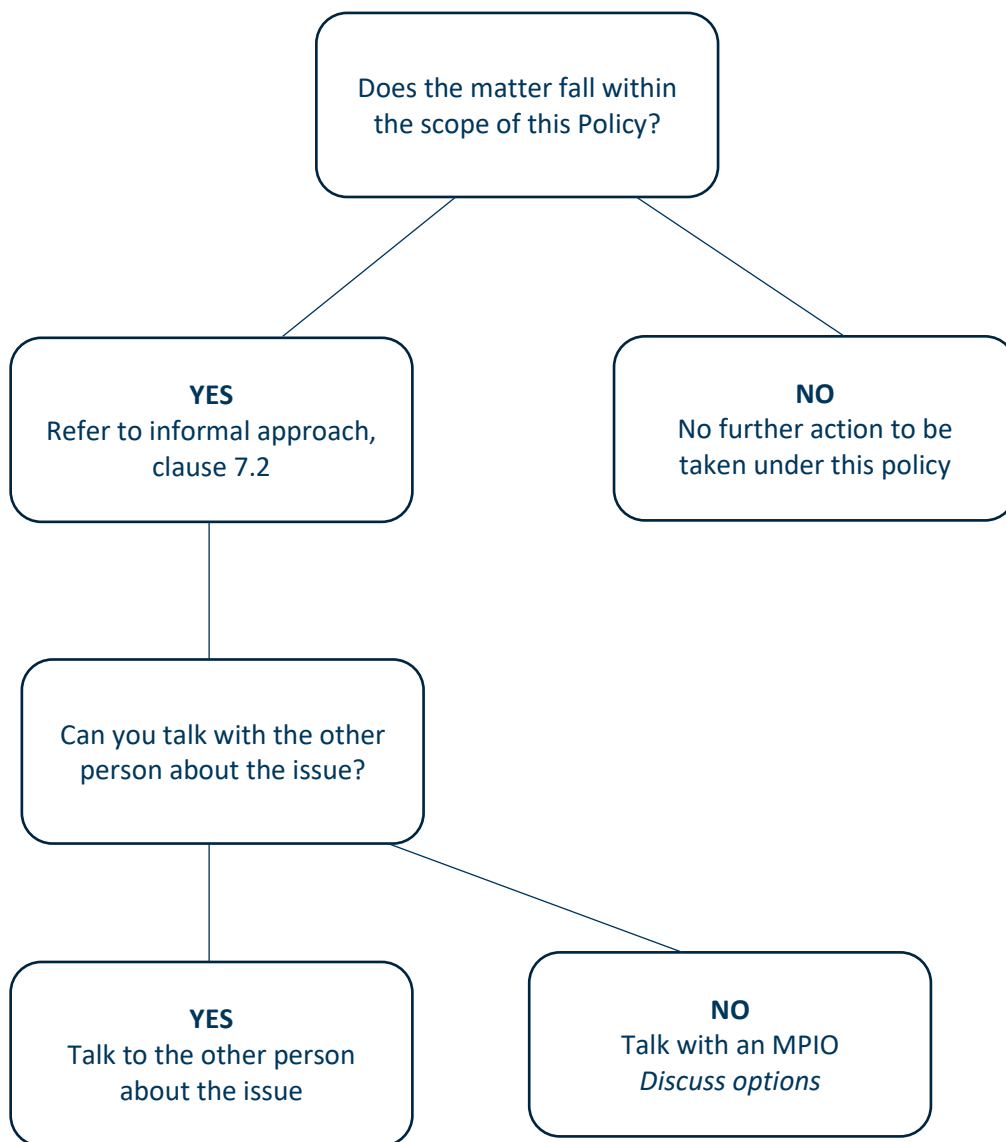 Does the matter fall within
the scope of this Policy?
YES
Refer to informal approach,
clause 7.2
NO
No further action to be
taken under this policy
Can you talk with the other
person about the issue?
YES
Talk to the other person
about the issue
NO
Talk with an MPIO
Discuss options